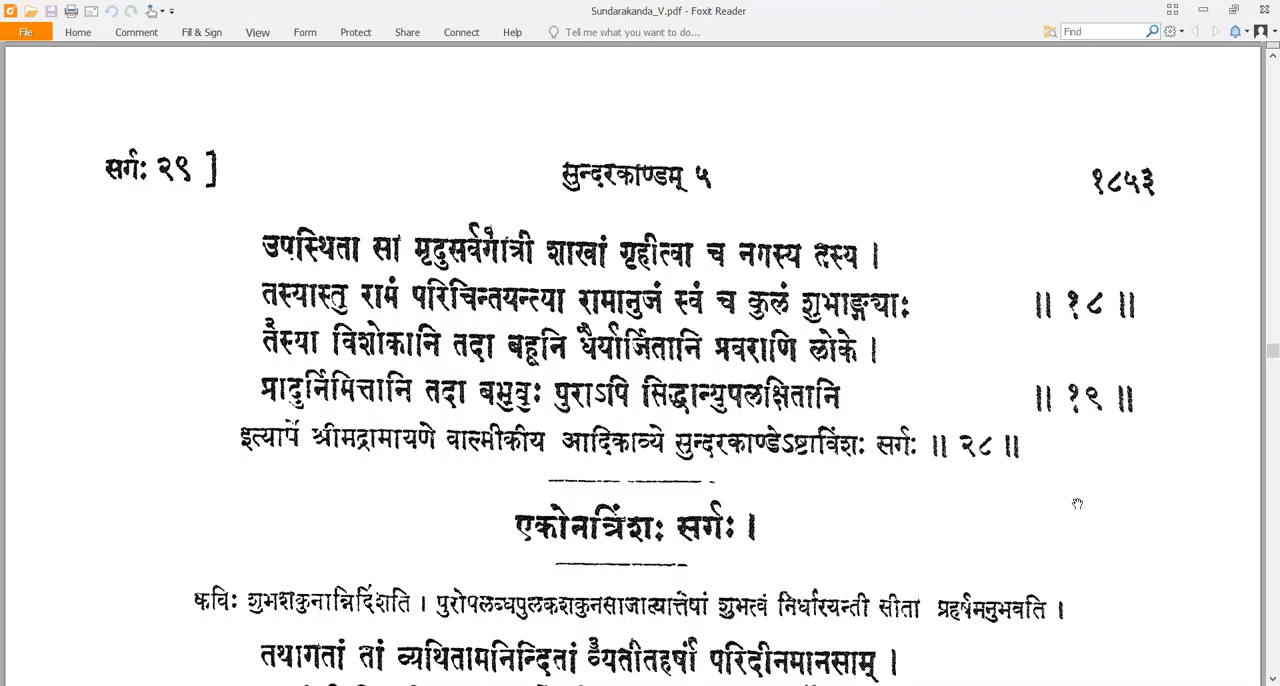 Sundarakanda_V.pdf - Foxit Reader
File Home Comment Fill & Sign View Form Protect Share Connect Help Tell me what you want to do... Find
सर्गः २९ ] सुन्दरकाण्डम् ५ १८५३
उपस्थिता सा मृदुसर्वगात्री शाखां गृहीत्वा च नगस्य तस्य ।
तस्यास्तु रामं परिचिन्तयन्त्या रामानुजं स्वं च कुलं शुभाङ्ग्याः ॥ १८ ॥
तस्या विशोकानि तदा बहूनि धैर्यार्जितानि प्रवराणि लोके ।
प्रादुर्निमित्तानि तदा बभुवुः पुराऽपि सिद्धान्युपलक्षितानि ॥ १९ ॥
इत्यार्षे श्रीमद्रामायणे वाल्मीकीय आदिकाव्ये सुन्दरकाण्डेऽष्टाविंशः सर्गः ॥ २८ ॥
एकोनत्रिंशः सर्गः ।
कविः शुभशकुनान्निर्दिशति । पुरोपलब्धपुलकशकुनसाजात्यात्तेषां शुभत्वं निर्धारयन्ती सीता प्रहर्षमनुभवति ।
तथागतां तां व्यथितामनिन्दितां व्यतीतहर्षां परिदीनमानसाम् ।